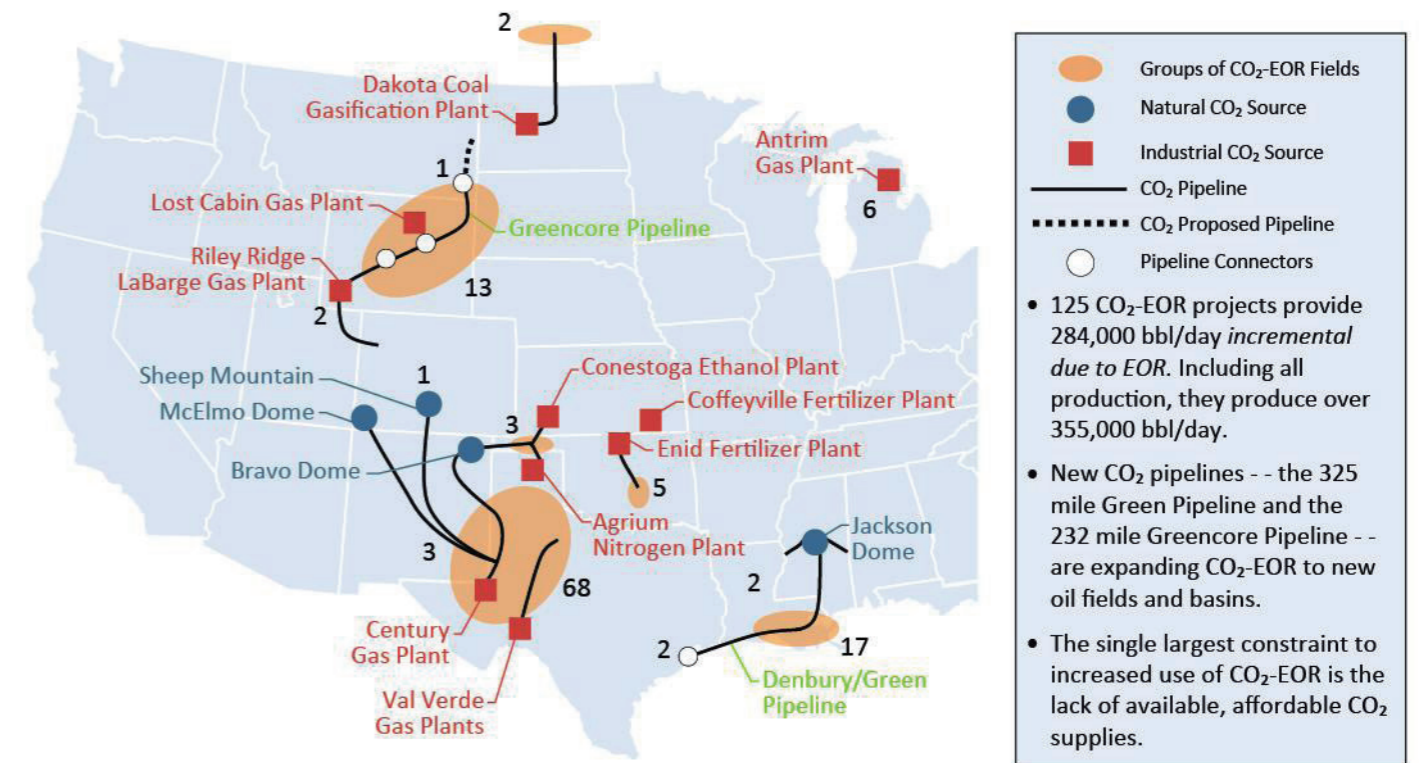 2
Dakota Coal
Gasification Plant
Antrim
Gas Plant
6
1
Lost Cabin Gas Plant
Greencore Pipeline
Riley Ridge
LaBarge Gas Plant
13
2
Sheep Mountain
1
McElmo Dome
Conestoga Ethanol Plant
Coffeyville Fertilizer Plant
3
Enid Fertilizer Plant
Bravo Dome
5
Agrium
Nitrogen Plant
Jackson
Dome
3
68
2
Century
Gas Plant
2
17
Val Verde
Gas Plants
Denbury/Green
Pipeline
Groups of CO₂-EOR Fields
Natural CO₂ Source
Industrial CO₂ Source
CO₂ Pipeline
CO₂ Proposed Pipeline
Pipeline Connectors
• 125 CO₂-EOR projects provide
284,000 bbl/day incremental
due to EOR. Including all
production, they produce over
355,000 bbl/day.
• New CO₂ pipelines - - the 325
mile Green Pipeline and the
232 mile Greencore Pipeline - -
are expanding CO₂-EOR to new
oil fields and basins.
• The single largest constraint to
increased use of CO₂-EOR is the
lack of available, affordable CO₂
supplies.